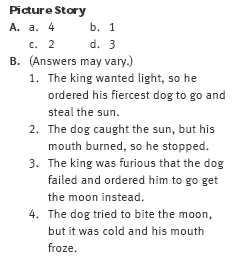 Picture Story
A. a. 4 b. 1
c. 2 d. 3
B. (Answers may vary.)
1. The king wanted light, so he
ordered his fiercest dog to go and
steal the sun.
2. The dog caught the sun, but his
mouth burned, so he stopped.
3. The king was furious that the dog
failed and ordered him to go get
the moon instead.
4. The dog tried to bite the moon,
but it was cold and his mouth
froze.